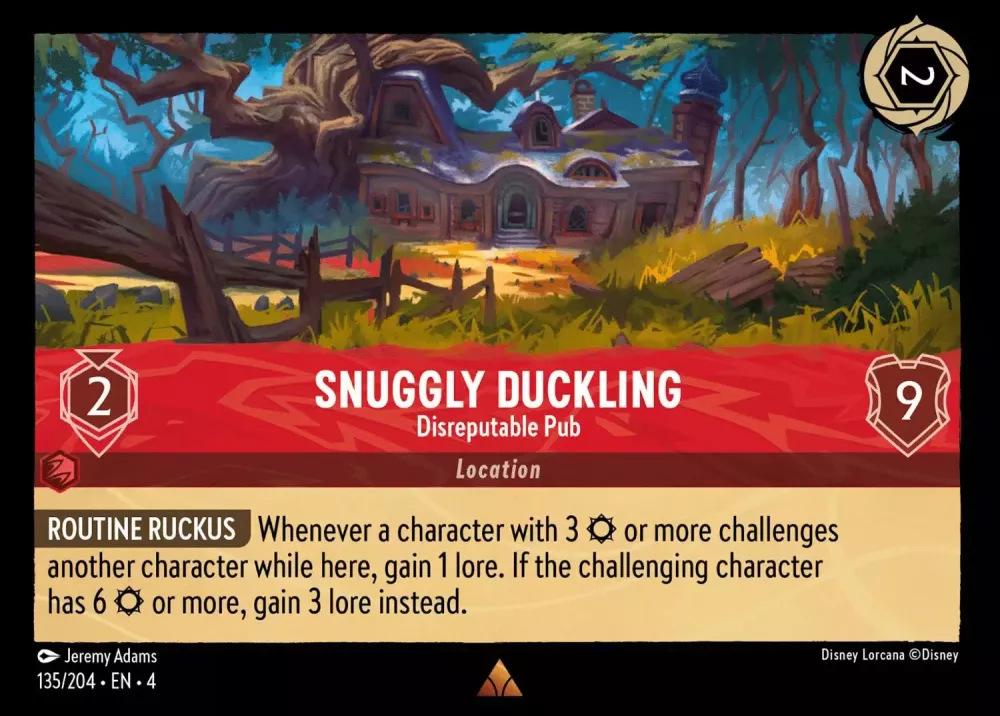 2
2
SNUGGLY DUCKLING
9
Disreputable Pub
Location
ROUTINE RUCKUS Whenever a character with 3 or more challenges
another character while here, gain 1 lore. If the challenging character
has 6 or more, gain 3 lore instead.
Jeremy Adams
Disney Lorcana ©Disney
135/204 • EN • 4